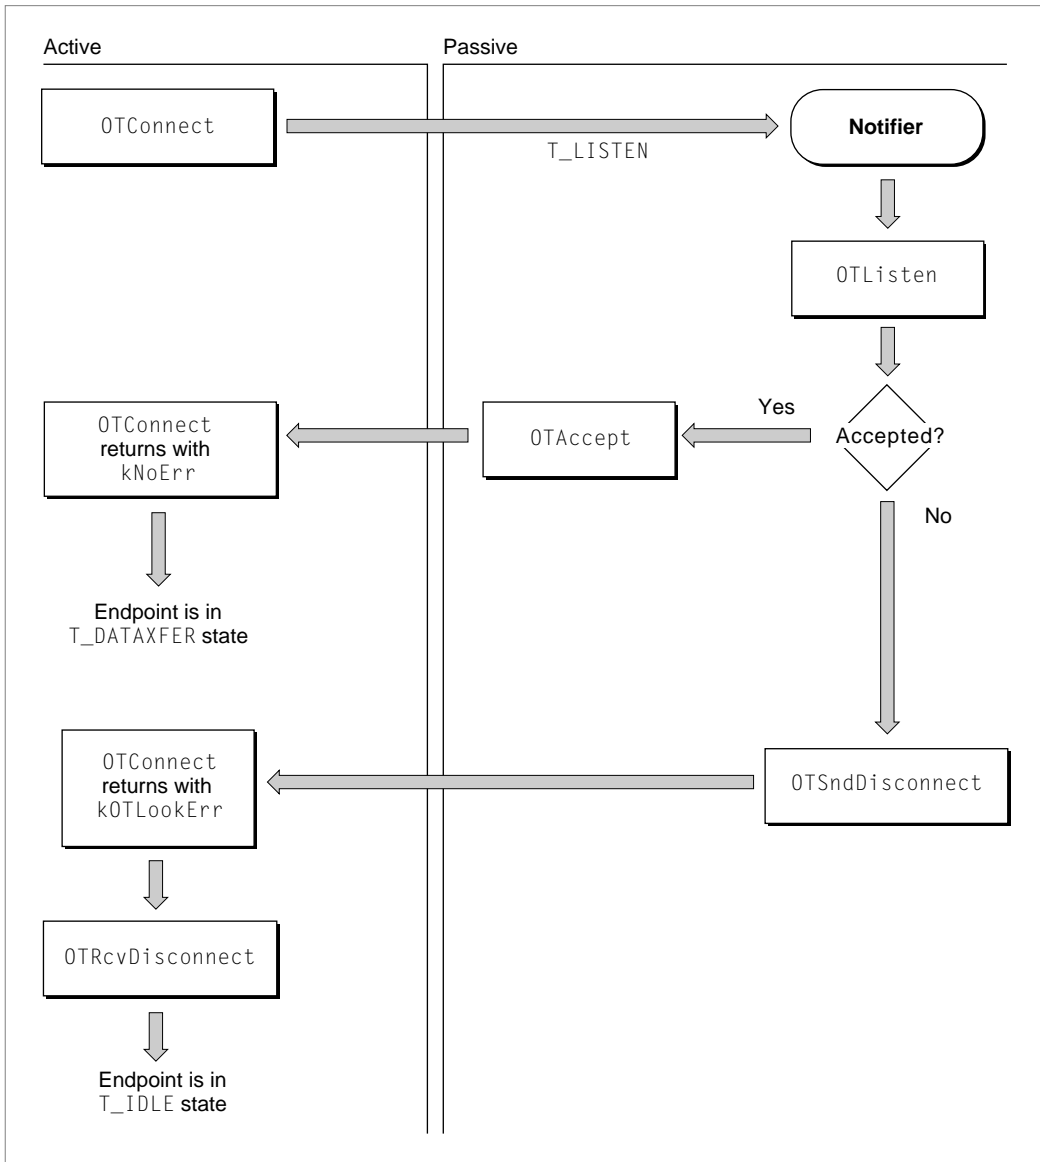 Active
Passive
OTConnect
T_LISTEN
Notifier
OTListen
Accepted?
Yes
No
OTAccept
OTConnect
returns with
kNoErr
Endpoint is in
T_DATAXFER state
OTSndDisconnect
OTConnect
returns with
kOTLookErr
OTRcvDisconnect
Endpoint is in
T_IDLE state